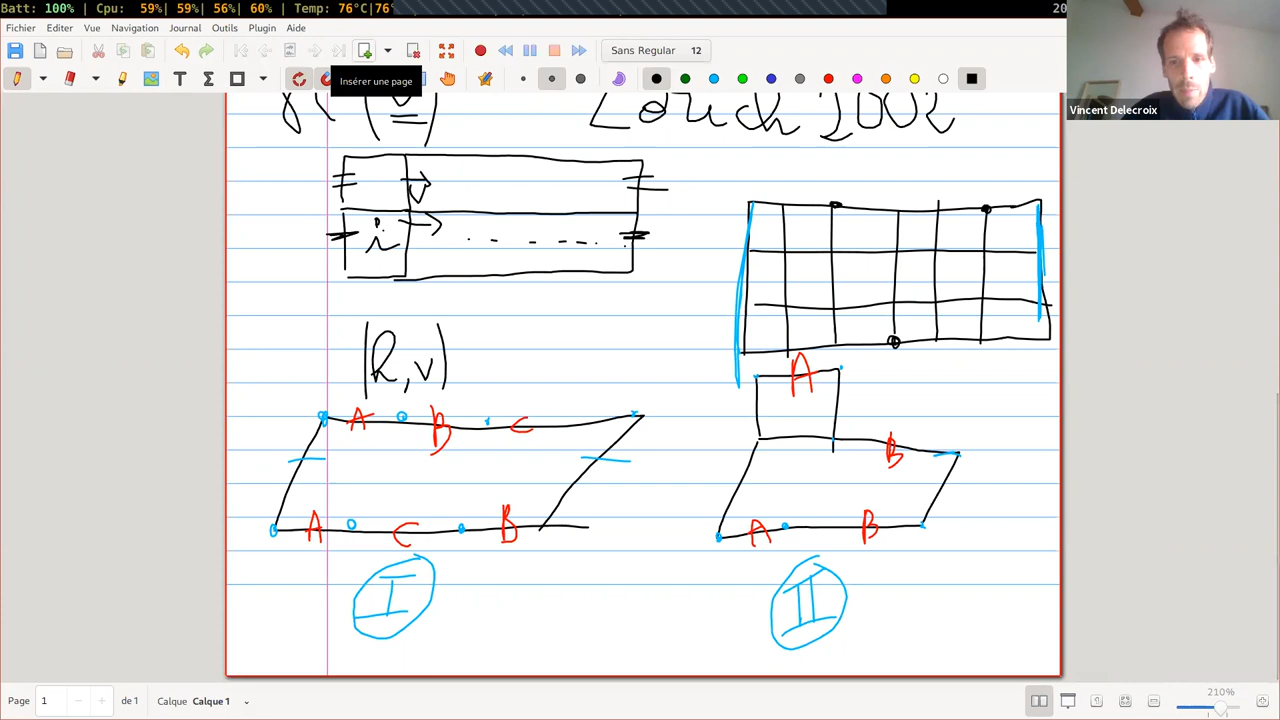 Batt: 100% | Cpu: 59%| 59%| 56%| 60% | Temp: 76°C|76° 20
Fichier Editer Vue Navigation Journal Outils Plugin Aide
Sans Regular 12
Insérer une page
Vincent Delecroix
Zorich 2002
v
i
(R, v)
A B C
A C B
A
B
A B
I II
Page 1 de 1 Calque Calque 1 210%